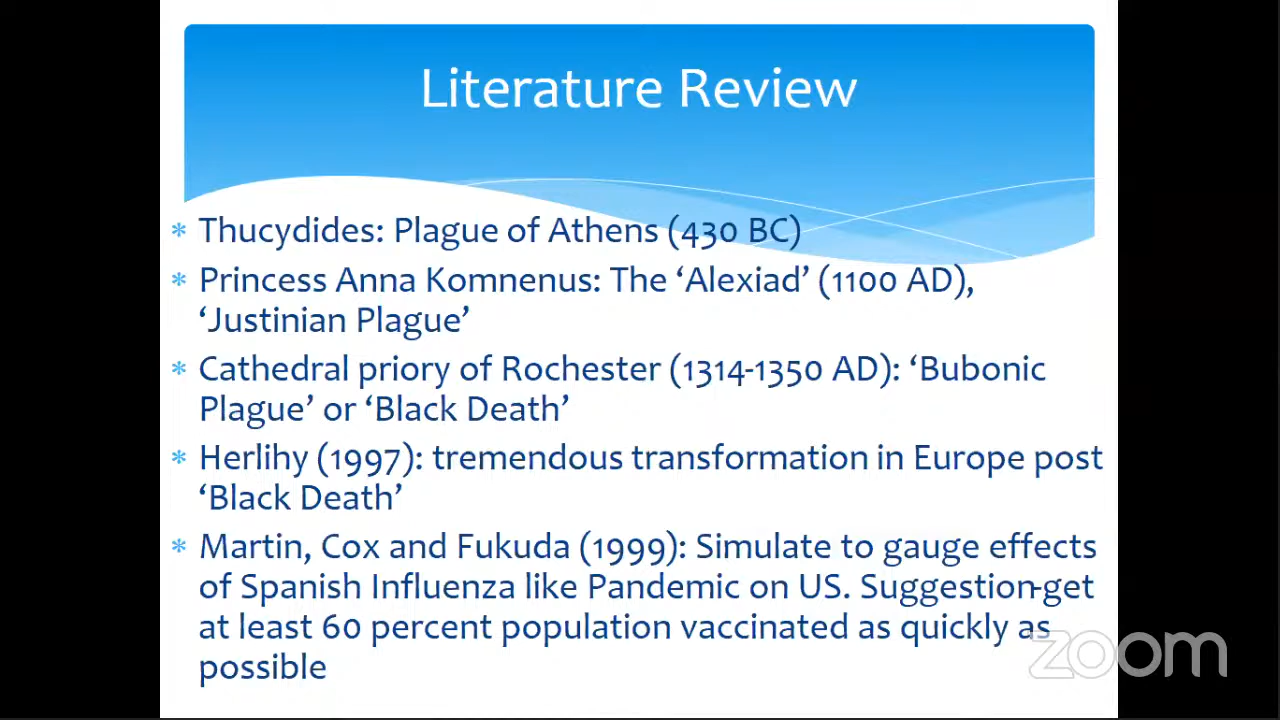 Literature Review
* Thucydides: Plague of Athens (430 BC)
* Princess Anna Komnenus: The ‘Alexiad’ (1100 AD),
‘Justinian Plague’
* Cathedral priory of Rochester (1314-1350 AD): ‘Bubonic
Plague’ or ‘Black Death’
* Herlihy (1997): tremendous transformation in Europe post
‘Black Death’
* Martin, Cox and Fukuda (1999): Simulate to gauge effects
of Spanish Influenza like Pandemic on US. Suggestion-get
at least 60 percent population vaccinated as quickly as
possible
zoom